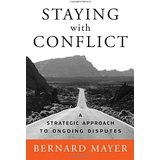 STAYING
with
CONFLICT
A
STRATEGIC APPROACH
TO ONGOING DISPUTES
BERNARD MAYER